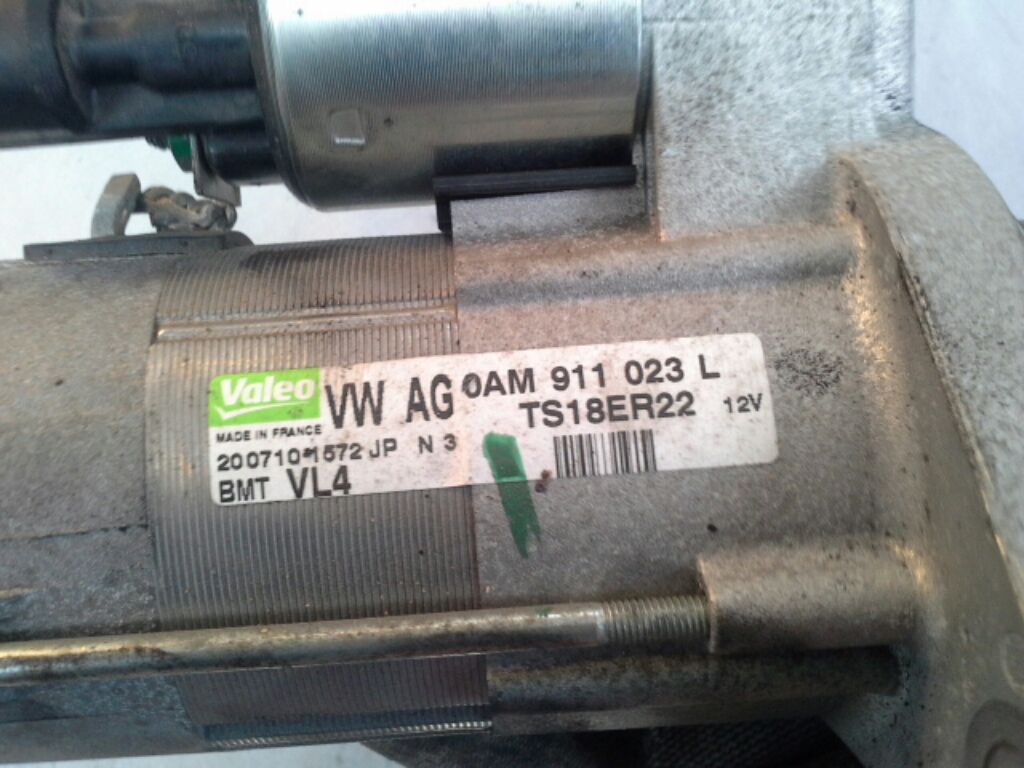 Valeo VW AG 0AM 911 023 L
MADE IN FRANCE TS18ER22 12V
200710-1572 JP N 3
BMT VL4